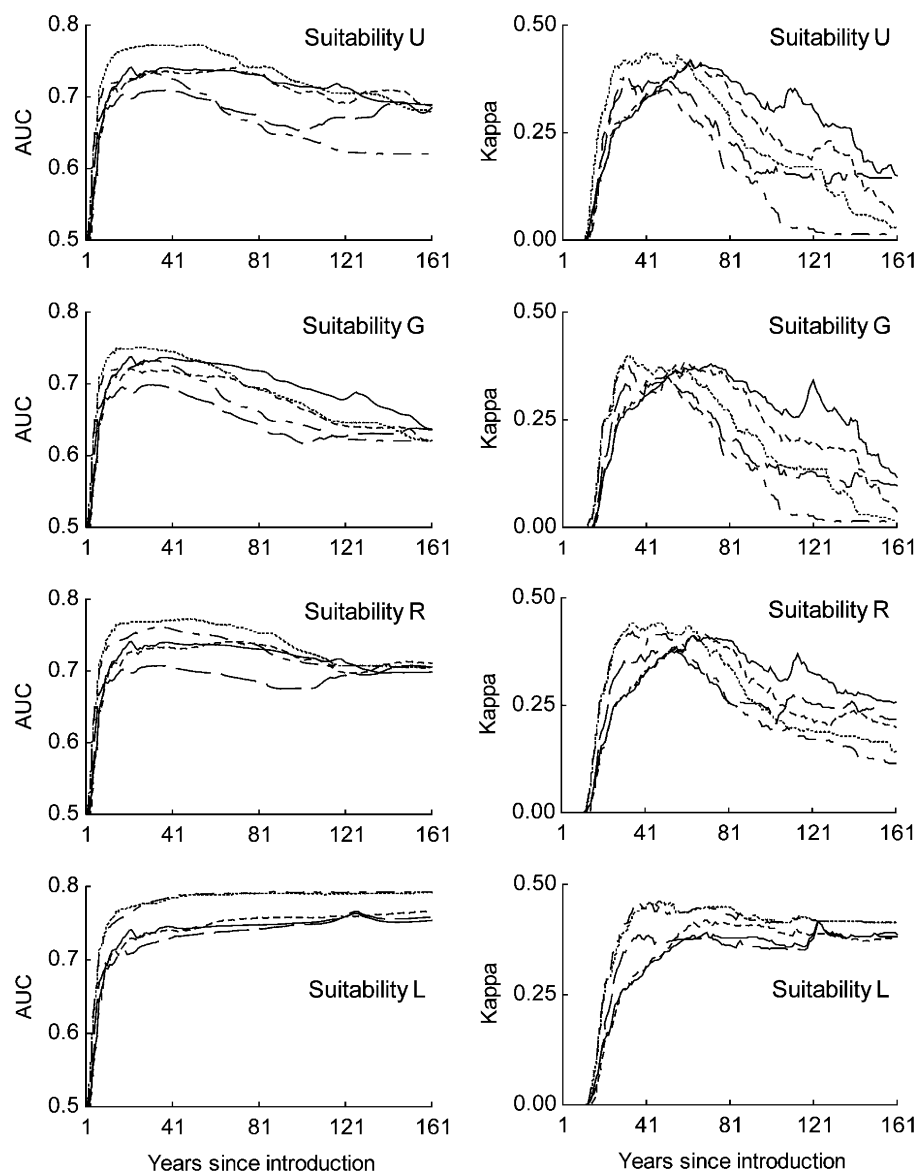 0.8
Suitability U
0.7
AUC
0.6
0.5
1 41 81 121 161
0.50
Suitability U
Kappa
0.25
0.00
1 41 81 121 161
0.8
Suitability G
0.7
AUC
0.6
0.5
1 41 81 121 161
0.50
Suitability G
Kappa
0.25
0.00
1 41 81 121 161
0.8
Suitability R
0.7
AUC
0.6
0.5
1 41 81 121 161
0.50
Suitability R
Kappa
0.25
0.00
1 41 81 121 161
0.8
0.7
AUC
Suitability L
0.6
0.5
1 41 81 121 161
Years since introduction
0.50
Kappa
0.25
Suitability L
0.00
1 41 81 121 161
Years since introduction